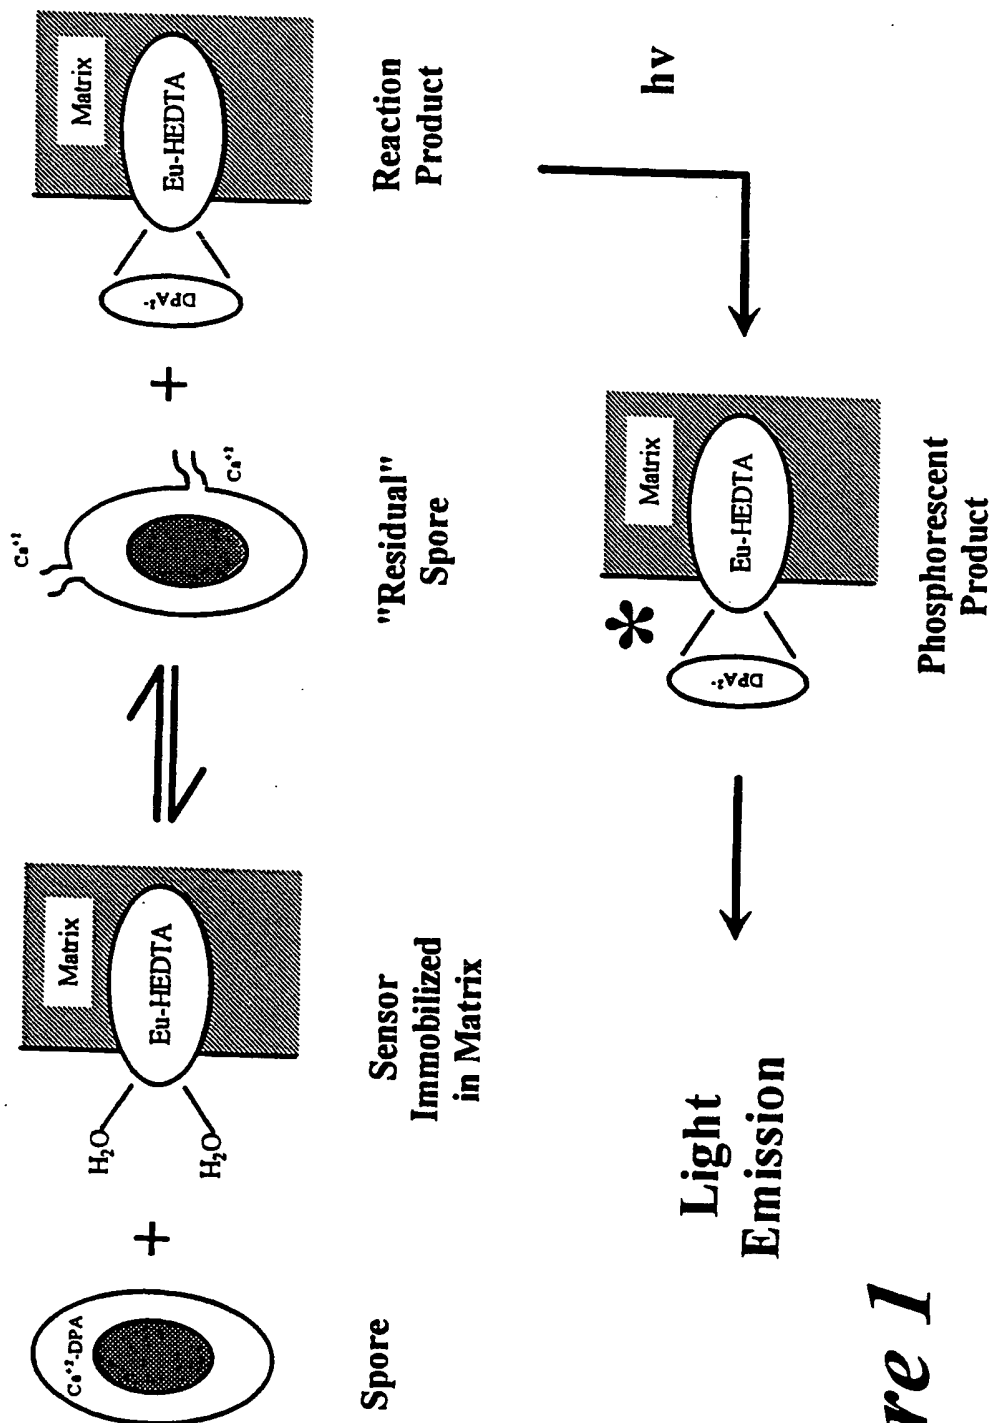 Ca⁺²-DPA
Spore
+
H₂O
H₂O
Matrix
Eu-HEDTA
Sensor
Immobilized
in Matrix
Ca⁺²
Ca⁺²
"Residual"
Spore
+
DPA²⁻
Matrix
Eu-HEDTA
Reaction
Product
hν
*
DPA²⁻
Matrix
Eu-HEDTA
Phosphorescent
Product
Light
Emission
re 1